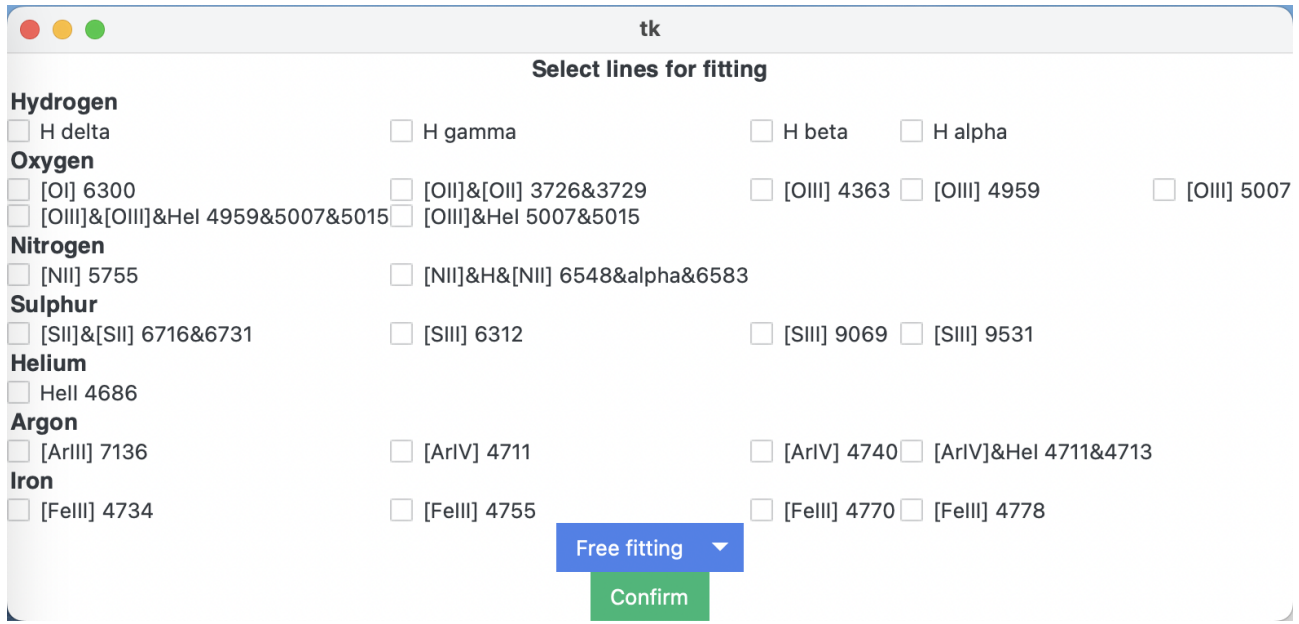 tk
Select lines for fitting
Hydrogen
H delta H gamma H beta H alpha
Oxygen
[OI] 6300 [OII]&[OII] 3726&3729 [OIII] 4363 [OIII] 4959 [OIII] 5007
[OIII]&[OIII]&HeI 4959&5007&5015 [OIII]&HeI 5007&5015
Nitrogen
[NII] 5755 [NII]&H&[NII] 6548&alpha&6583
Sulphur
[SII]&[SII] 6716&6731 [SIII] 6312 [SIII] 9069 [SIII] 9531
Helium
HeII 4686
Argon
[ArIII] 7136 [ArIV] 4711 [ArIV] 4740 [ArIV]&HeI 4711&4713
Iron
[FeIII] 4734 [FeIII] 4755 [FeIII] 4770 [FeIII] 4778
Free fitting
Confirm